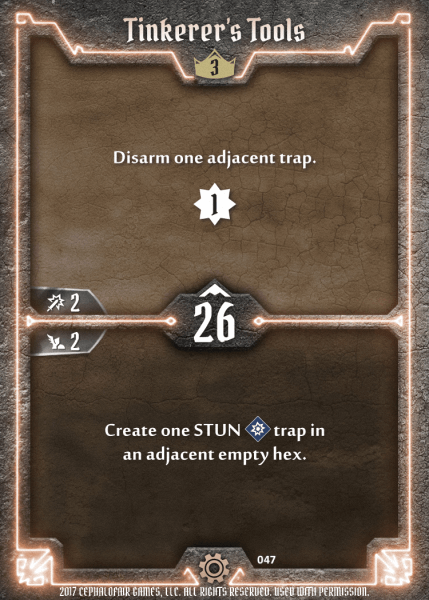 Tinkerer's Tools
3
Disarm one adjacent trap.
1
2
26
2
Create one STUN trap in
an adjacent empty hex.
047
2017 CEPHALOFAIR GAMES, LLC. ALL RIGHTS RESERVED. USED WITH PERMISSION.